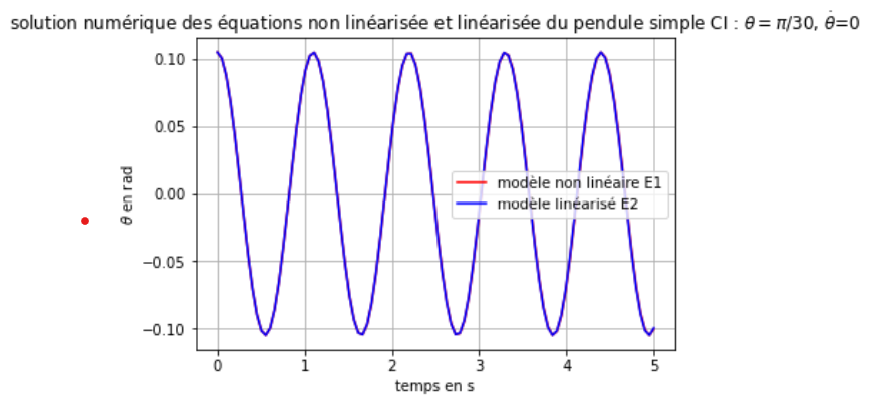 solution numérique des équations non linéarisée et linéarisée du pendule simple CI : θ = π/30, θ̇=0
0.10
0.05
0.00
−0.05
−0.10
θ en rad
modèle non linéaire E1
modèle linéarisé E2
0 1 2 3 4 5
temps en s